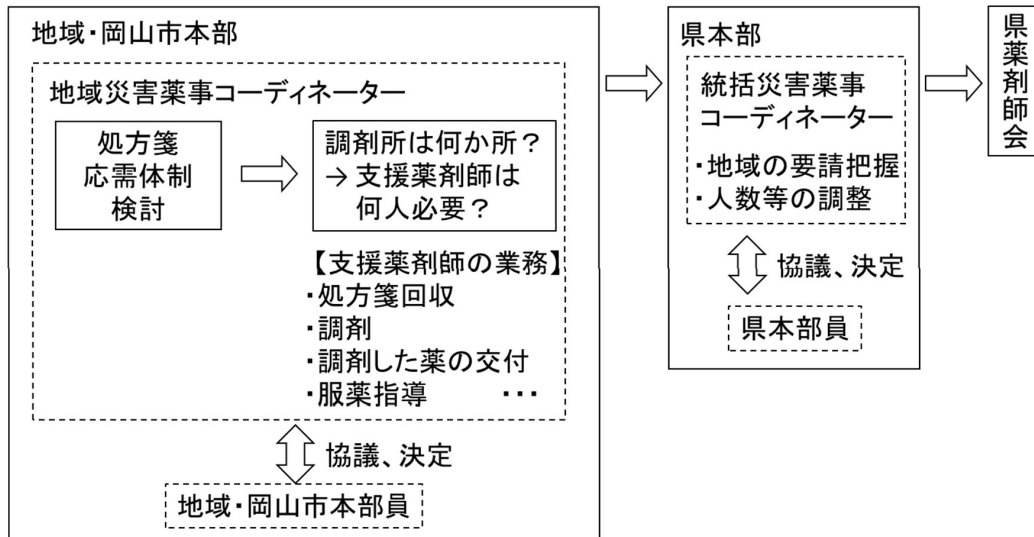 地域・岡山市本部
地域災害薬事コーディネーター
処方箋
応需体制
検討
調剤所は何か所？
→ 支援薬剤師は
何人必要？
【支援薬剤師の業務】
・処方箋回収
・調剤
・調剤した薬の交付
・服薬指導　　・・・
協議、決定
地域・岡山市本部員
県本部
統括災害薬事
コーディネーター
・地域の要請把握
・人数等の調整
協議、決定
県本部員
県薬剤師会